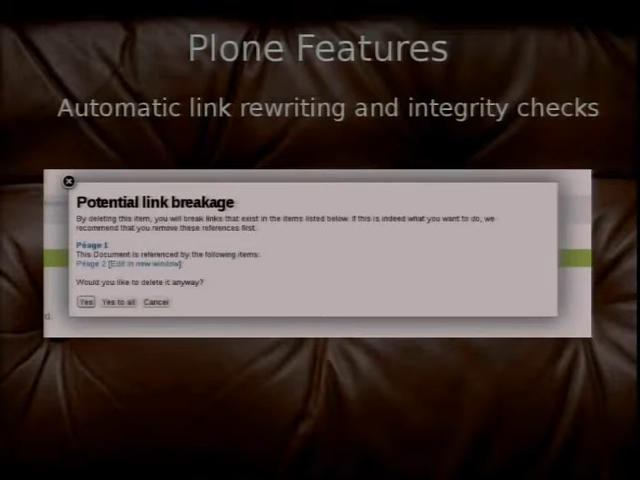 Plone Features
Automatic link rewriting and integrity checks
Potential link breakage
By deleting this item, you will break links that exist in the items listed below. If this is indeed what you want to do, we
recommend that you remove these references first.
Péage 1
This Document is referenced by the following items:
Péage 2 [Edit in new window]
Would you like to delete it anyway?
Yes Yes to all Cancel
d.